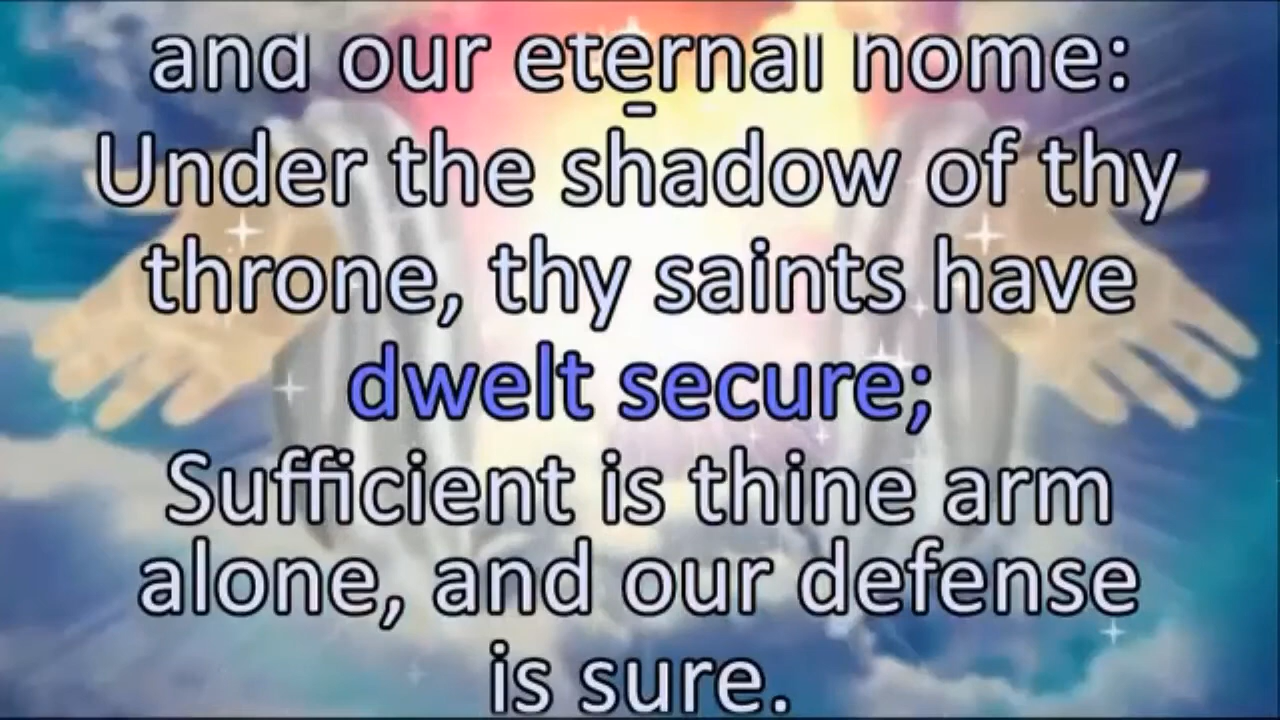 and our eternal home:
-
Under the shadow of thy
throne, thy saints have
dwelt secure;
Sufficient is thine arm
alone, and our defense
is sure.